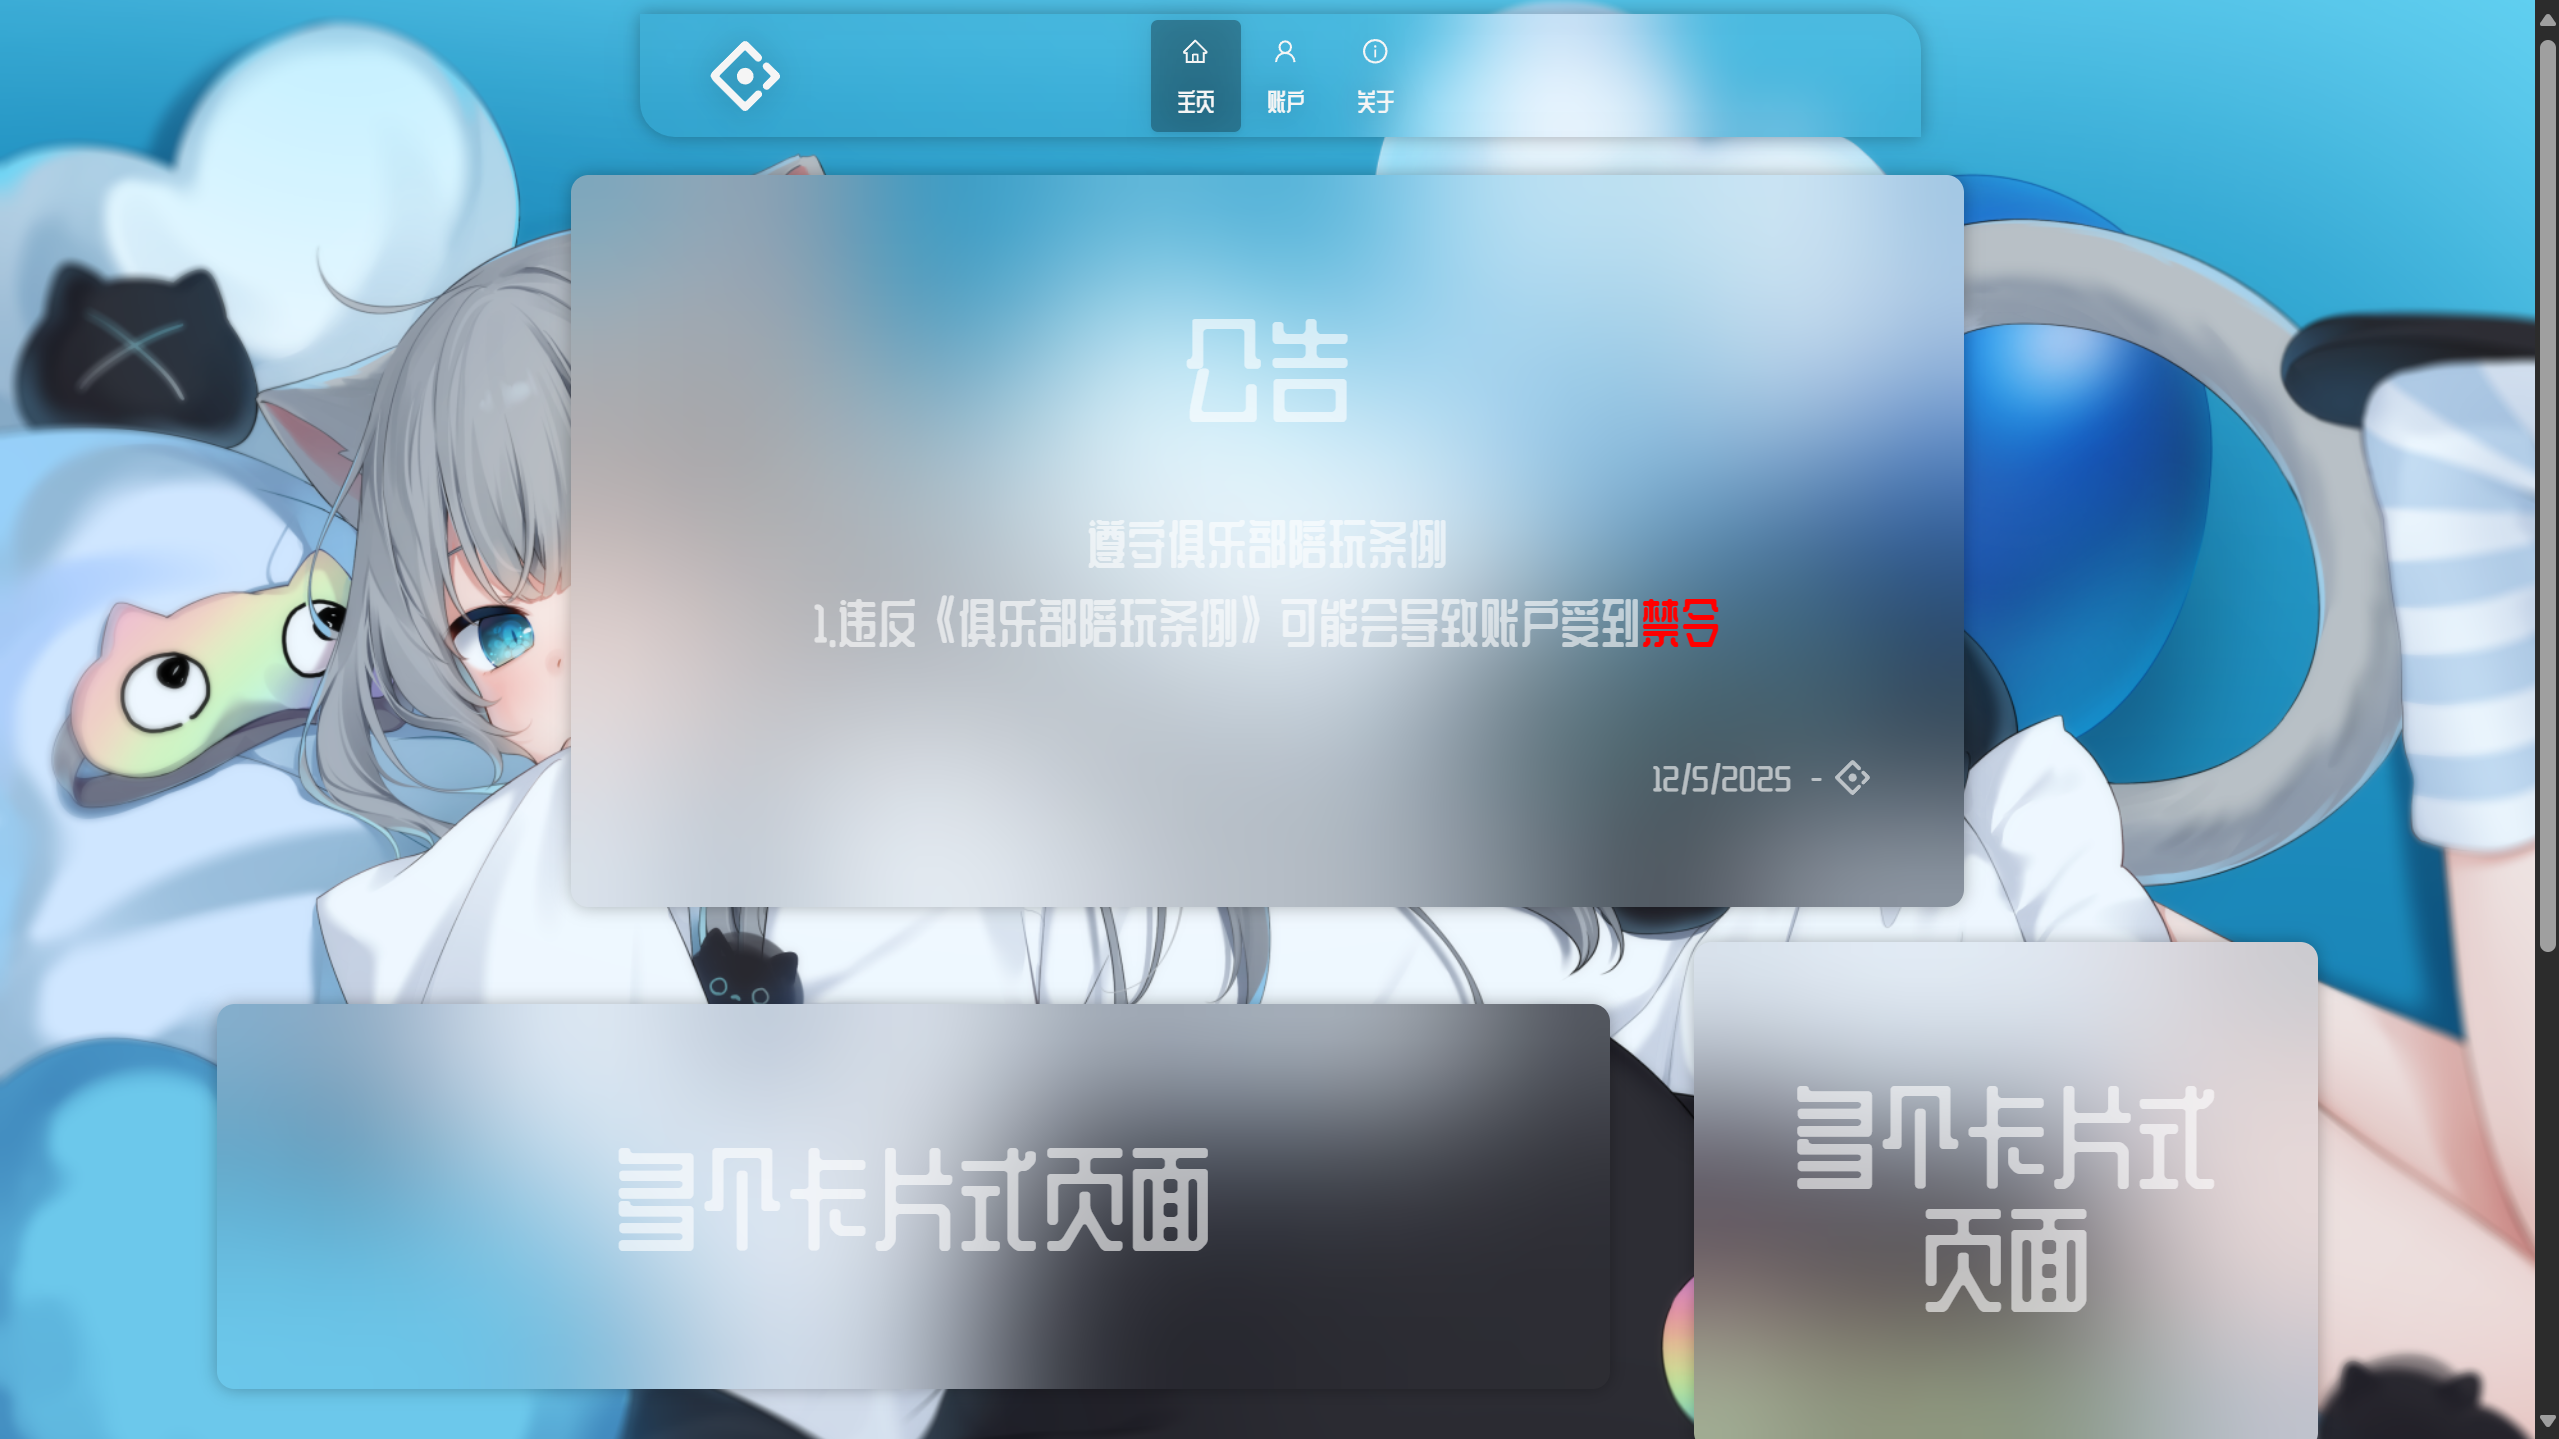 主页
账户
关于
公告
遵守俱乐部陪玩条例
1.违反《俱乐部陪玩条例》可能会导致账户受到禁令
12/5/2025 -
多个卡片式页面
多个卡片式
页面